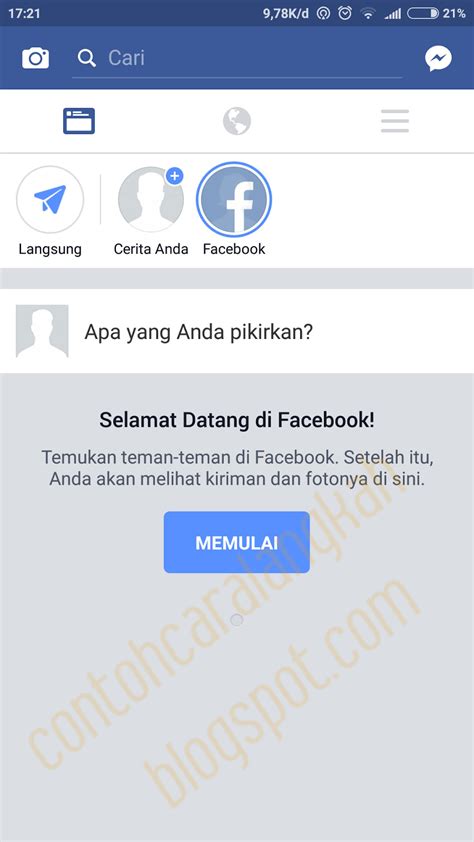 17:21 9,78K/d 21%
Cari
Langsung Cerita Anda Facebook
Apa yang Anda pikirkan?
Selamat Datang di Facebook!
Temukan teman-teman di Facebook. Setelah itu,
Anda akan melihat kiriman dan fotonya di sini.
MEMULAI
contohcaralangkah
blogspot.com